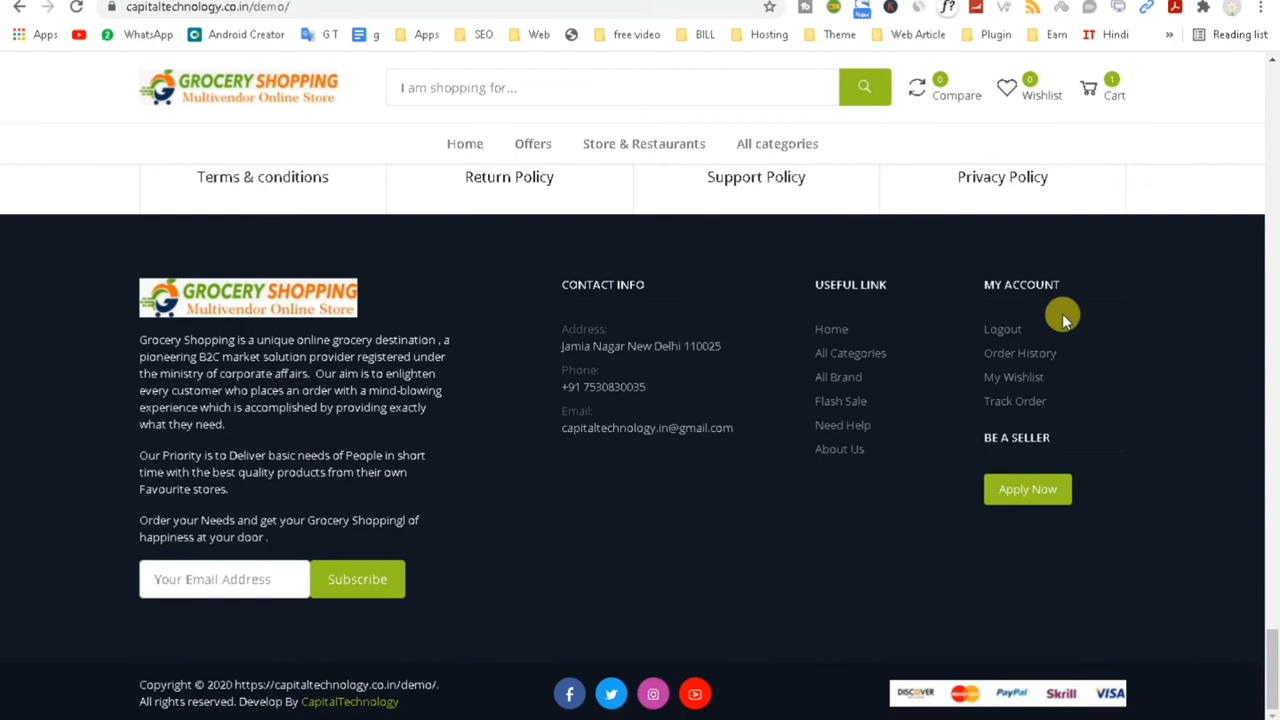 capitaltechnology.co.in/demo/
Apps
WhatsApp
Android Creator
G T
g
Apps
SEO
Web
free video
BILL
Hosting
Theme
Web Article
Plugin
Earn
IT Hindi
»
Reading list
New
f?
GROCERY SHOPPING
Multivendor Online Store
I am shopping for...
0
Compare
0
Wishlist
1
Cart
Home
Offers
Store & Restaurants
All categories
Terms & conditions
Return Policy
Support Policy
Privacy Policy
GROCERY SHOPPING
Multivendor Online Store
Grocery Shopping is a unique online grocery destination , a
pioneering B2C market solution provider registered under
the ministry of corporate affairs. Our aim is to enlighten
every customer who places an order with a mind-blowing
experience which is accomplished by providing exactly
what they need.
Our Priority is to Deliver basic needs of People in short
time with the best quality products from their own
Favourite stores.
Order your Needs and get your Grocery Shoppingl of
happiness at your door .
Your Email Address
Subscribe
CONTACT INFO
Address:
Jamia Nagar New Delhi 110025
Phone:
+91 7530830035
Email:
capitaltechnology.in@gmail.com
USEFUL LINK
Home
All Categories
All Brand
Flash Sale
Need Help
About Us
MY ACCOUNT
Logout
Order History
My Wishlist
Track Order
BE A SELLER
Apply Now
Copyright © 2020 https://capitaltechnology.co.in/demo/.
All rights reserved. Develop By CapitalTechnology
DISCOVER
MasterCard
PayPal
Skrill
VISA